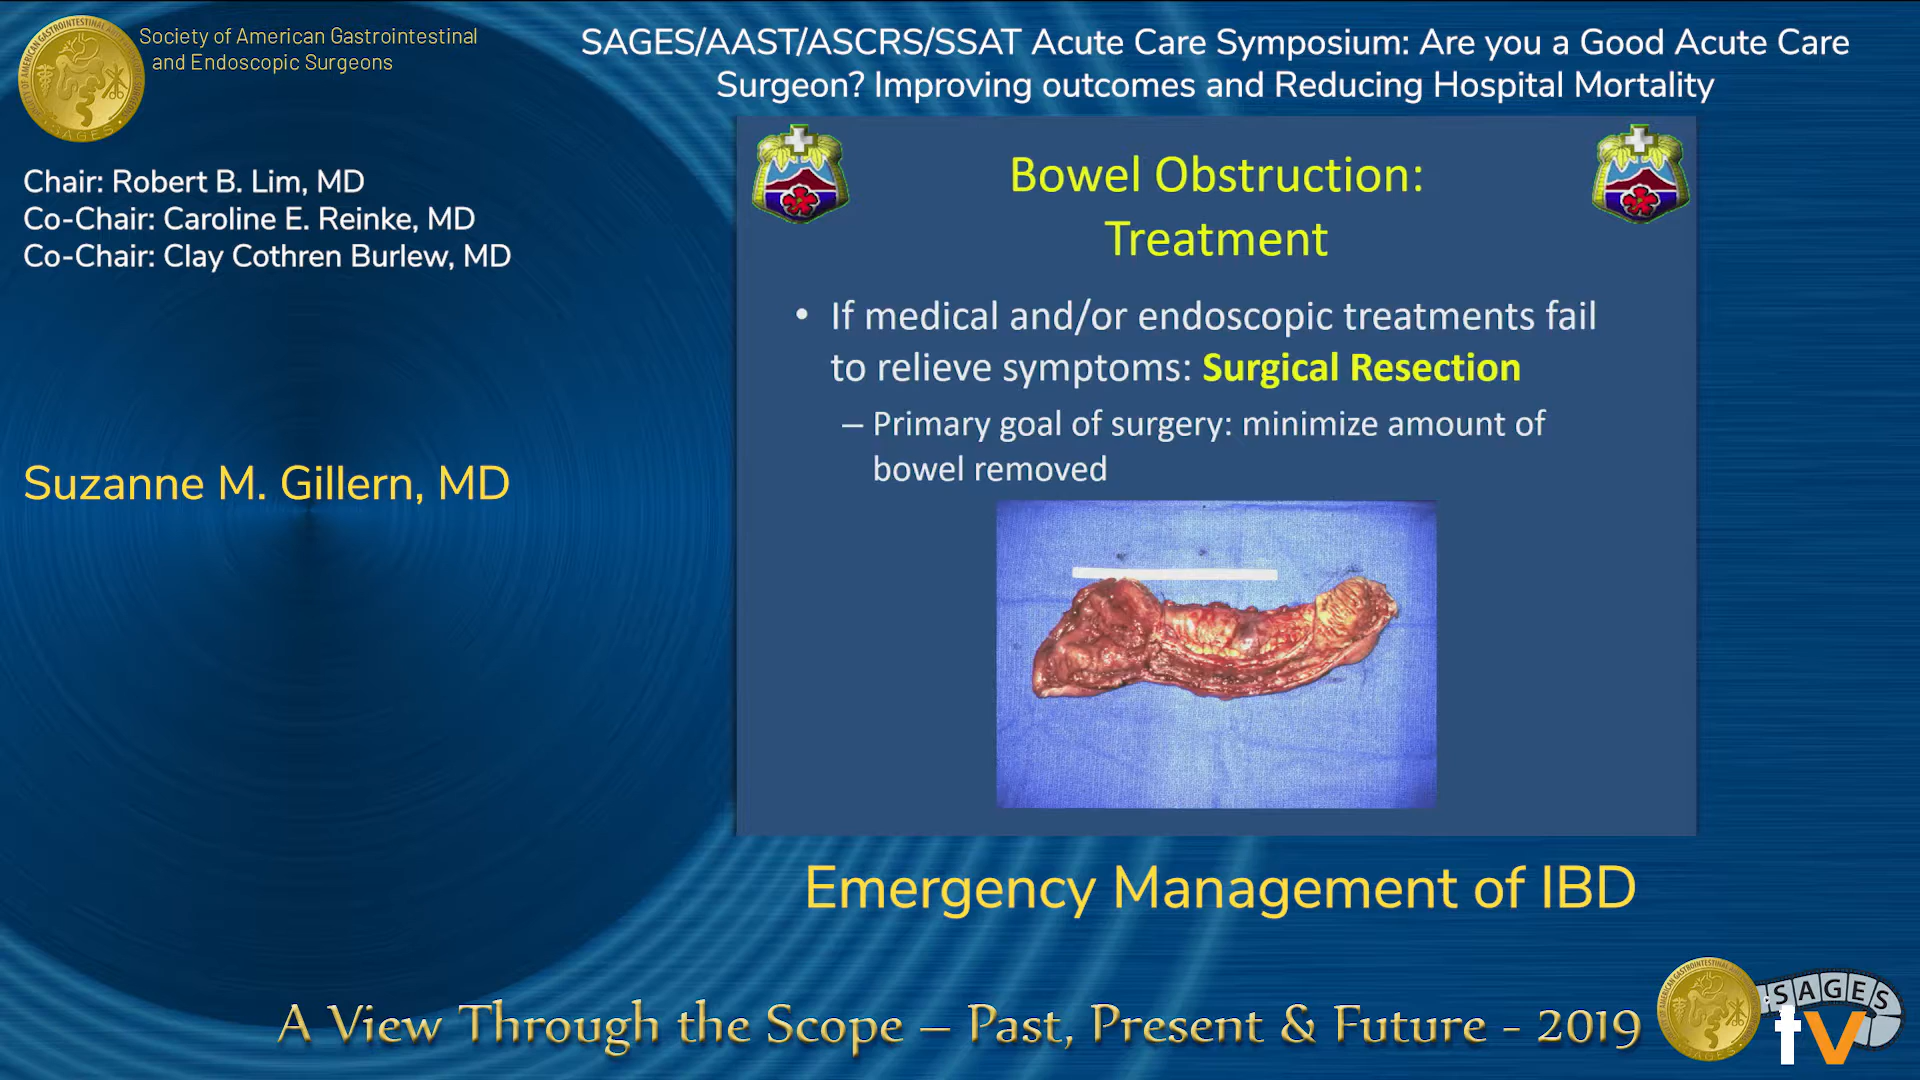 Society of American Gastrointestinal
and Endoscopic Surgeons
SAGES/AAST/ASCRS/SSAT Acute Care Symposium: Are you a Good Acute Care
Surgeon? Improving outcomes and Reducing Hospital Mortality
Chair: Robert B. Lim, MD
Co-Chair: Caroline E. Reinke, MD
Co-Chair: Clay Cothren Burlew, MD
Suzanne M. Gillern, MD
Bowel Obstruction:
Treatment
• If medical and/or endoscopic treatments fail
to relieve symptoms: Surgical Resection
– Primary goal of surgery: minimize amount of
bowel removed
Emergency Management of IBD
A View Through the Scope – Past, Present & Future - 2019
SAGES
tv